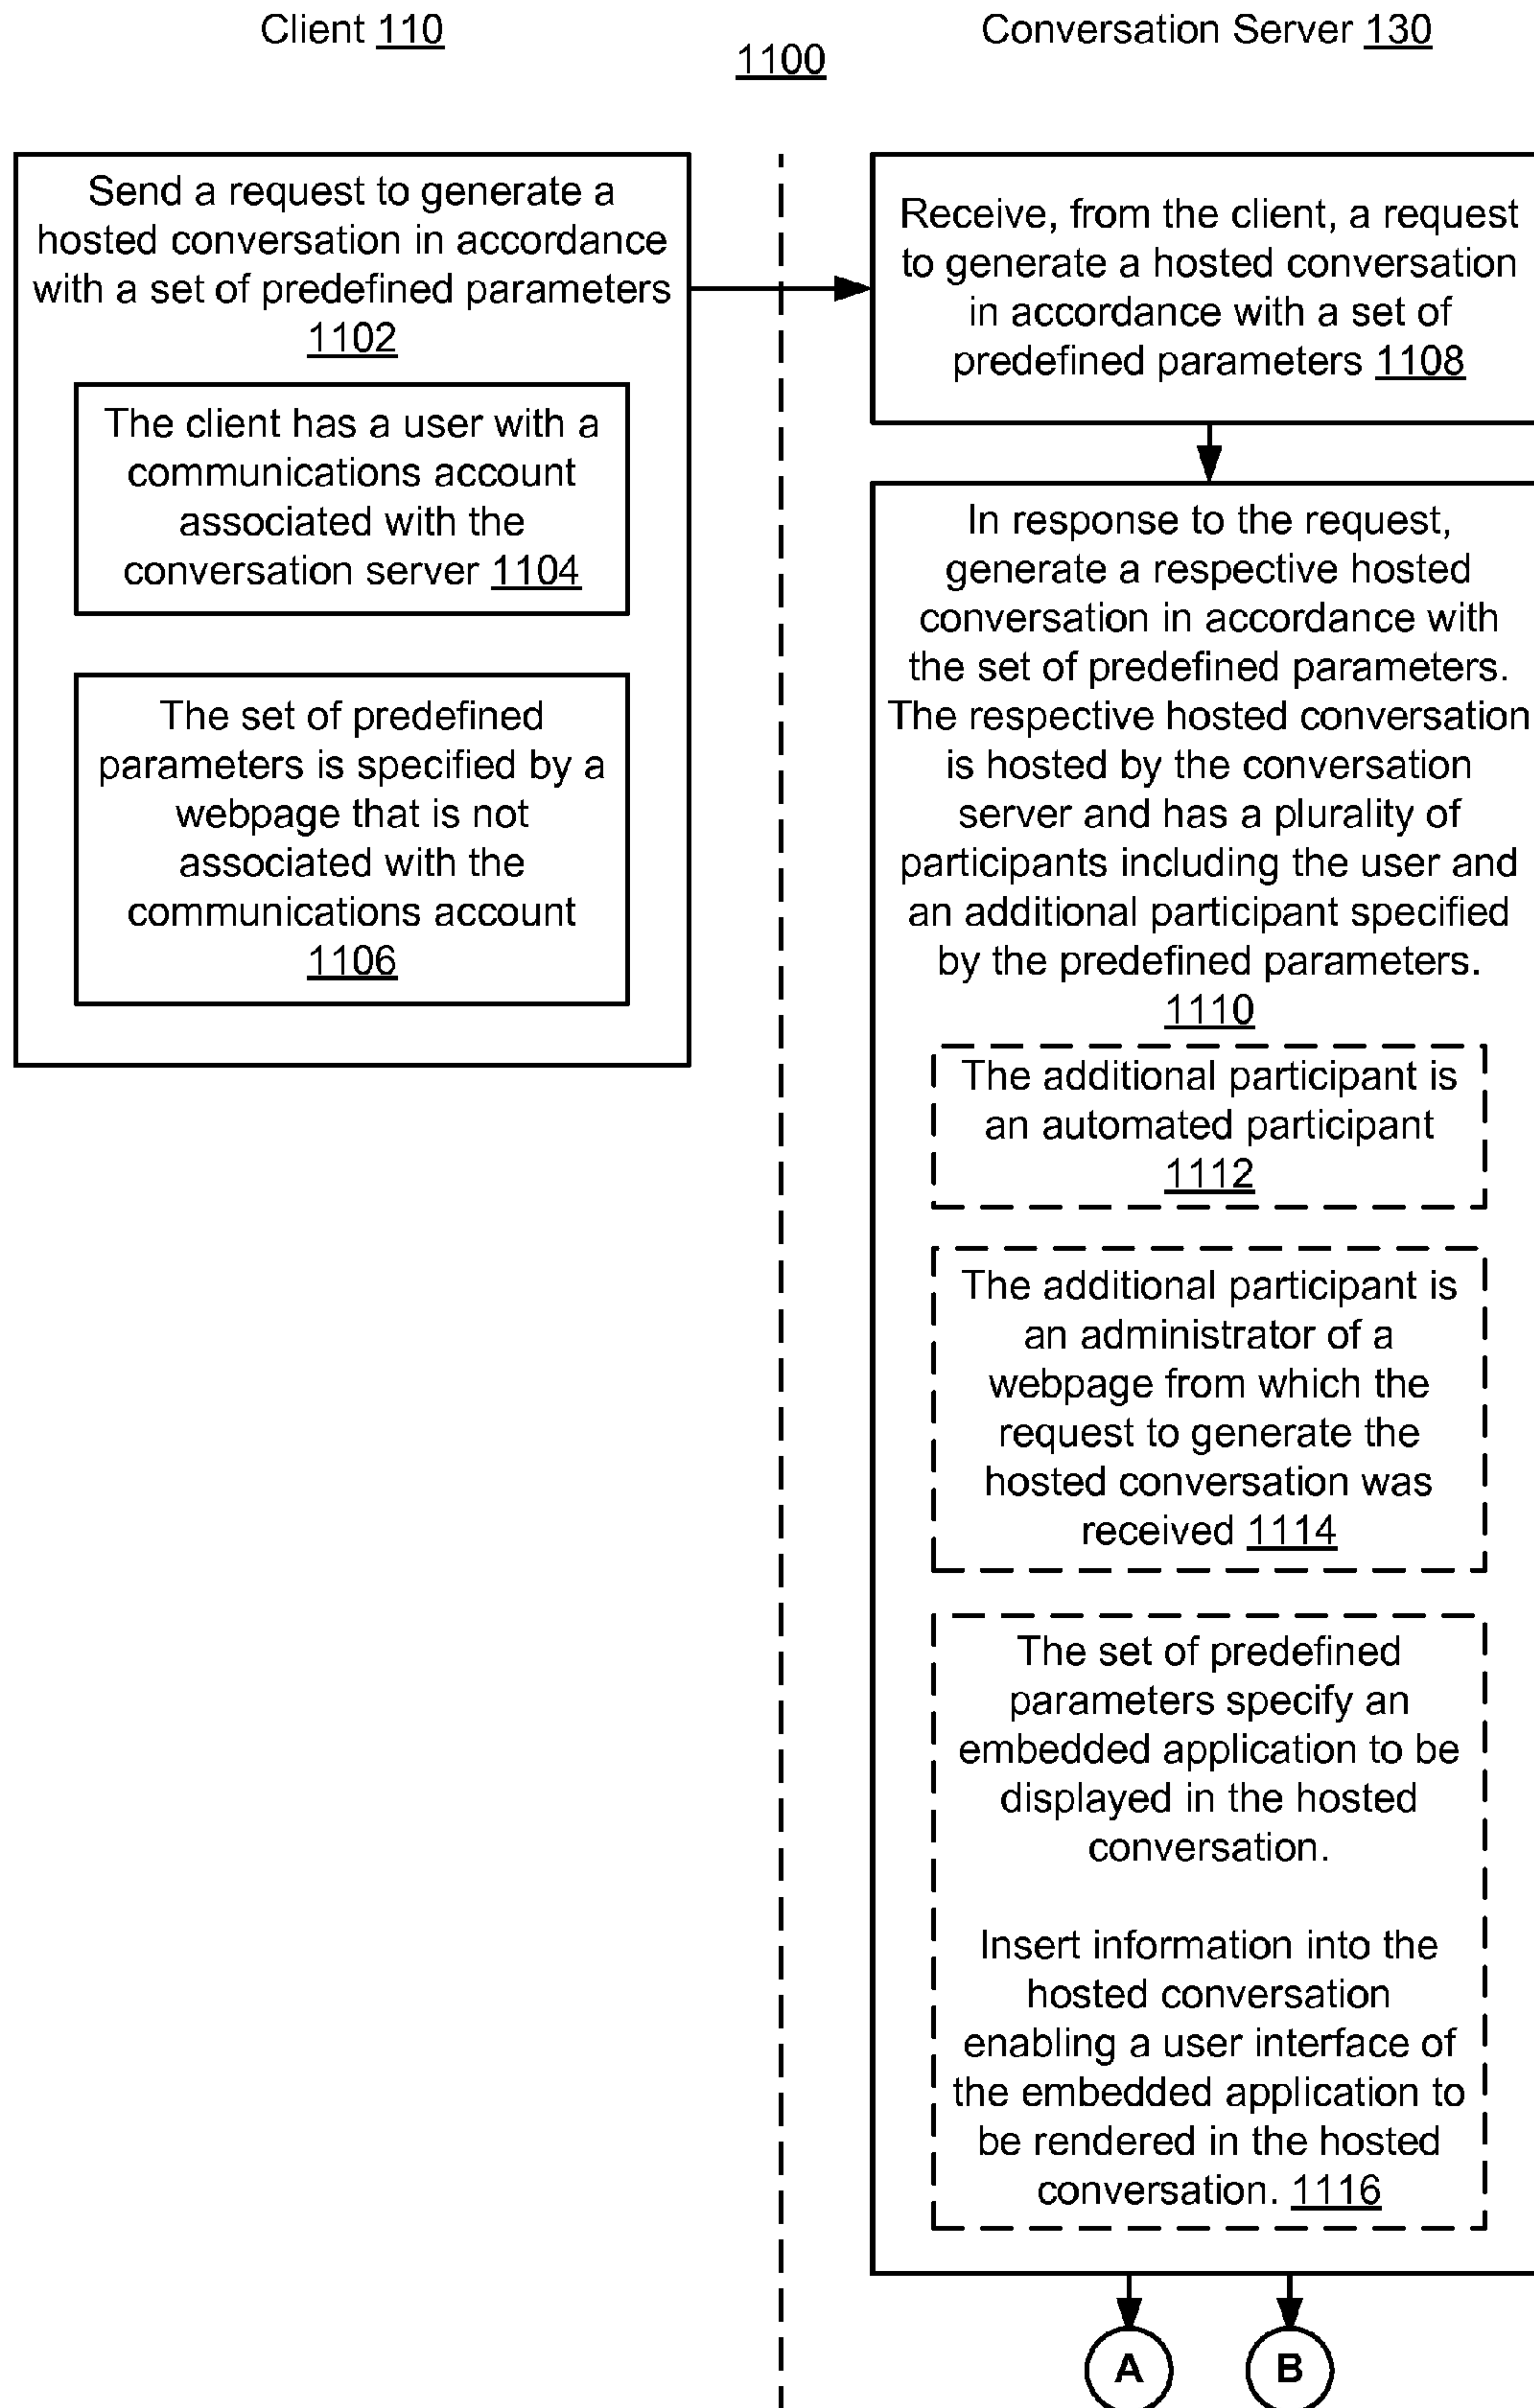 Client 110
Conversation Server 130
1100
Send a request to generate a
hosted conversation in accordance
with a set of predefined parameters
1102
The client has a user with a
communications account
associated with the
conversation server 1104
The set of predefined
parameters is specified by a
webpage that is not
associated with the
communications account
1106
Receive, from the client, a request
to generate a hosted conversation
in accordance with a set of
predefined parameters 1108
In response to the request,
generate a respective hosted
conversation in accordance with
the set of predefined parameters.
The respective hosted conversation
is hosted by the conversation
server and has a plurality of
participants including the user and
an additional participant specified
by the predefined parameters.
1110
The additional participant is
an automated participant
1112
The additional participant is
an administrator of a
webpage from which the
request to generate the
hosted conversation was
received 1114
The set of predefined
parameters specify an
embedded application to be
displayed in the hosted
conversation.
Insert information into the
hosted conversation
enabling a user interface of
the embedded application to
be rendered in the hosted
conversation. 1116
A
B